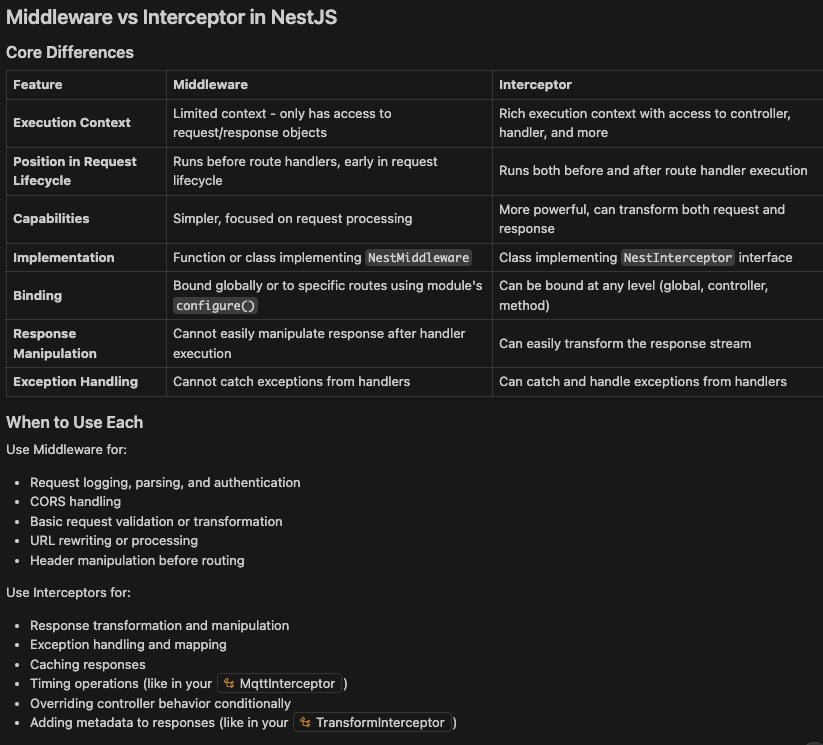 Middleware vs Interceptor in NestJS
Core Differences
Feature Middleware Interceptor
Execution Context Limited context - only has access to request/response objects Rich execution context with access to controller, handler, and more
Position in Request Lifecycle Runs before route handlers, early in request lifecycle Runs both before and after route handler execution
Capabilities Simpler, focused on request processing More powerful, can transform both request and response
Implementation Function or class implementing NestMiddleware Class implementing NestInterceptor interface
Binding Bound globally or to specific routes using module's configure() Can be bound at any level (global, controller, method)
Response Manipulation Cannot easily manipulate response after handler execution Can easily transform the response stream
Exception Handling Cannot catch exceptions from handlers Can catch and handle exceptions from handlers
When to Use Each
Use Middleware for:
• Request logging, parsing, and authentication
• CORS handling
• Basic request validation or transformation
• URL rewriting or processing
• Header manipulation before routing
Use Interceptors for:
• Response transformation and manipulation
• Exception handling and mapping
• Caching responses
• Timing operations (like in your MqttInterceptor )
• Overriding controller behavior conditionally
• Adding metadata to responses (like in your TransformInterceptor )